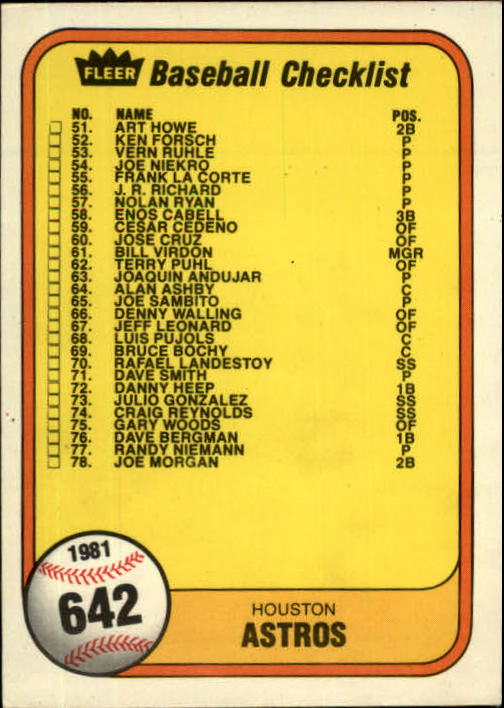 FLEER Baseball Checklist
NO. NAME POS.
51. ART HOWE 2B
52. KEN FORSCH P
53. VERN RUHLE P
54. JOE NIEKRO P
55. FRANK LA CORTE P
56. J. R. RICHARD P
57. NOLAN RYAN P
58. ENOS CABELL 3B
59. CESAR CEDENO OF
60. JOSE CRUZ OF
61. BILL VIRDON MGR
62. TERRY PUHL OF
63. JOAQUIN ANDUJAR P
64. ALAN ASHBY C
65. JOE SAMBITO P
66. DENNY WALLING OF
67. JEFF LEONARD OF
68. LUIS PUJOLS C
69. BRUCE BOCHY C
70. RAFAEL LANDESTOY SS
71. DAVE SMITH P
72. DANNY HEEP 1B
73. JULIO GONZALEZ SS
74. CRAIG REYNOLDS SS
75. GARY WOODS OF
76. DAVE BERGMAN 1B
77. RANDY NIEMANN P
78. JOE MORGAN 2B
1981
642
HOUSTON
ASTROS